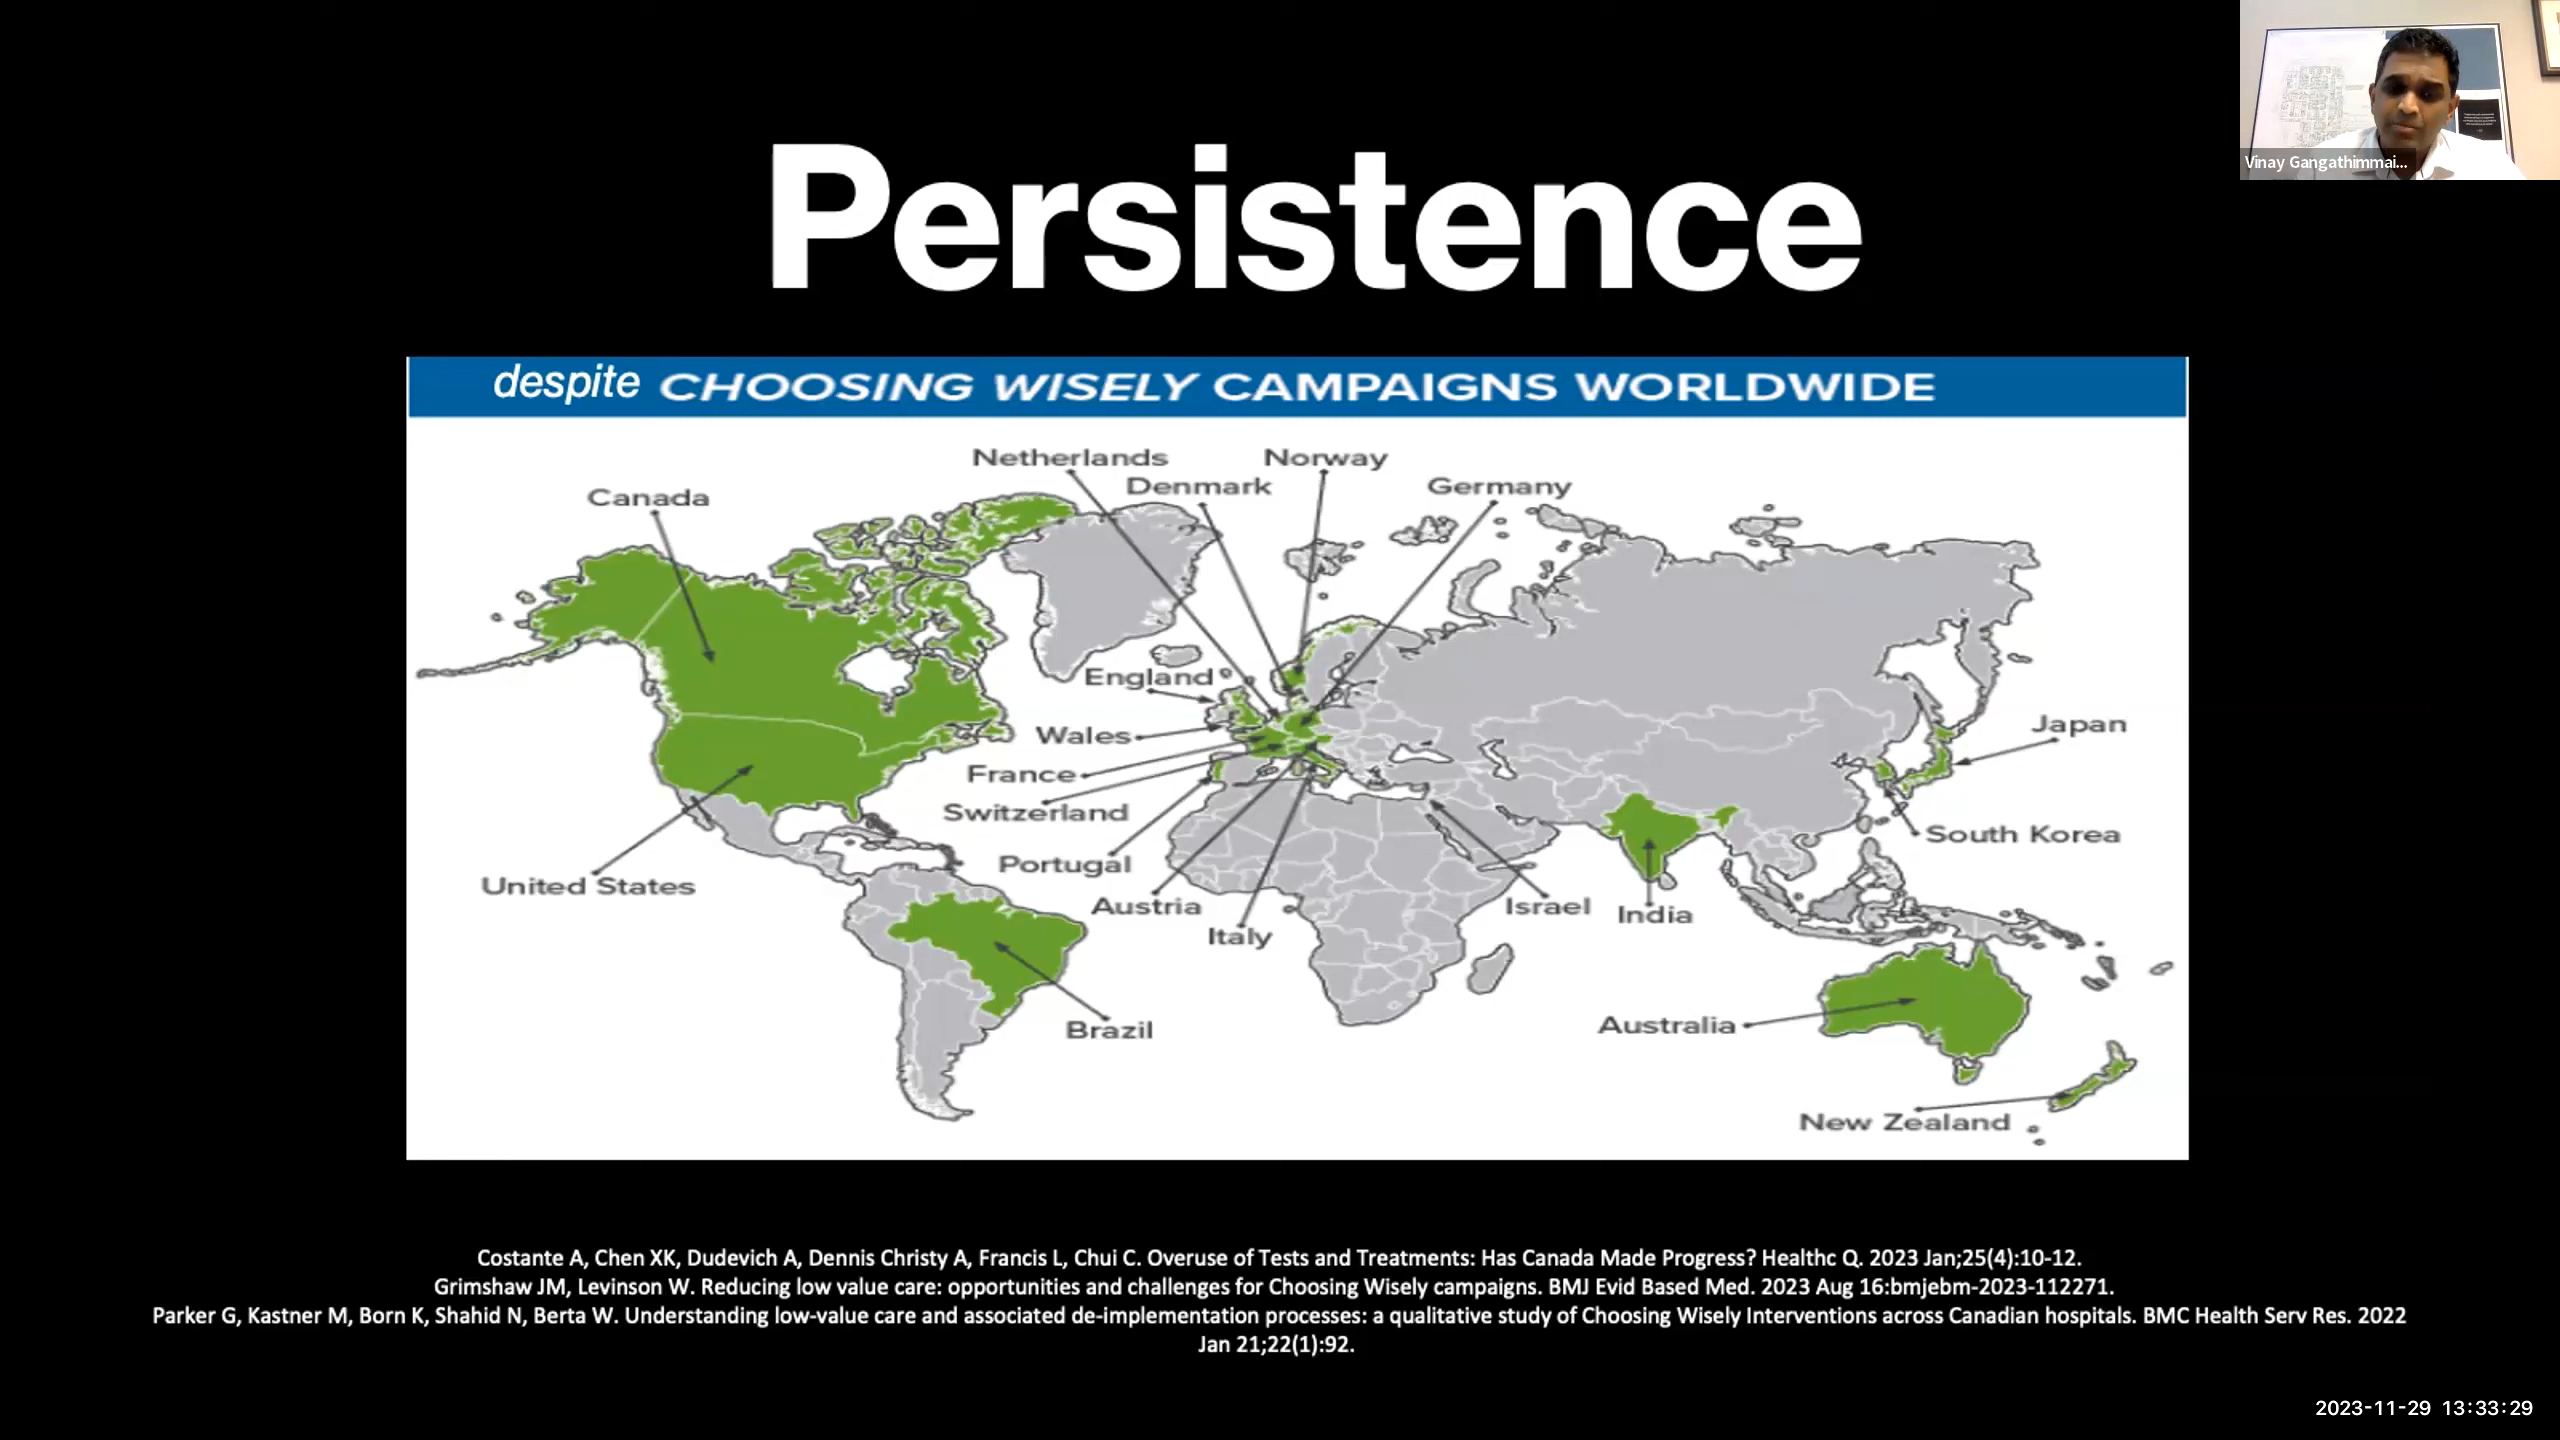 Vinay Gangathimmai...
Persistence
despite CHOOSING WISELY CAMPAIGNS WORLDWIDE
Netherlands
Norway
Denmark
Germany
Canada
England
Wales
France
Switzerland
Portugal
Austria
Italy
United States
Brazil
Israel
India
Japan
South Korea
Australia
New Zealand
Costante A, Chen XK, Dudevich A, Dennis Christy A, Francis L, Chui C. Overuse of Tests and Treatments: Has Canada Made Progress? Healthc Q. 2023 Jan;25(4):10-12.
Grimshaw JM, Levinson W. Reducing low value care: opportunities and challenges for Choosing Wisely campaigns. BMJ Evid Based Med. 2023 Aug 16:bmjebm-2023-112271.
Parker G, Kastner M, Born K, Shahid N, Berta W. Understanding low-value care and associated de-implementation processes: a qualitative study of Choosing Wisely Interventions across Canadian hospitals. BMC Health Serv Res. 2022
Jan 21;22(1):92.
2023-11-29 13:33:29